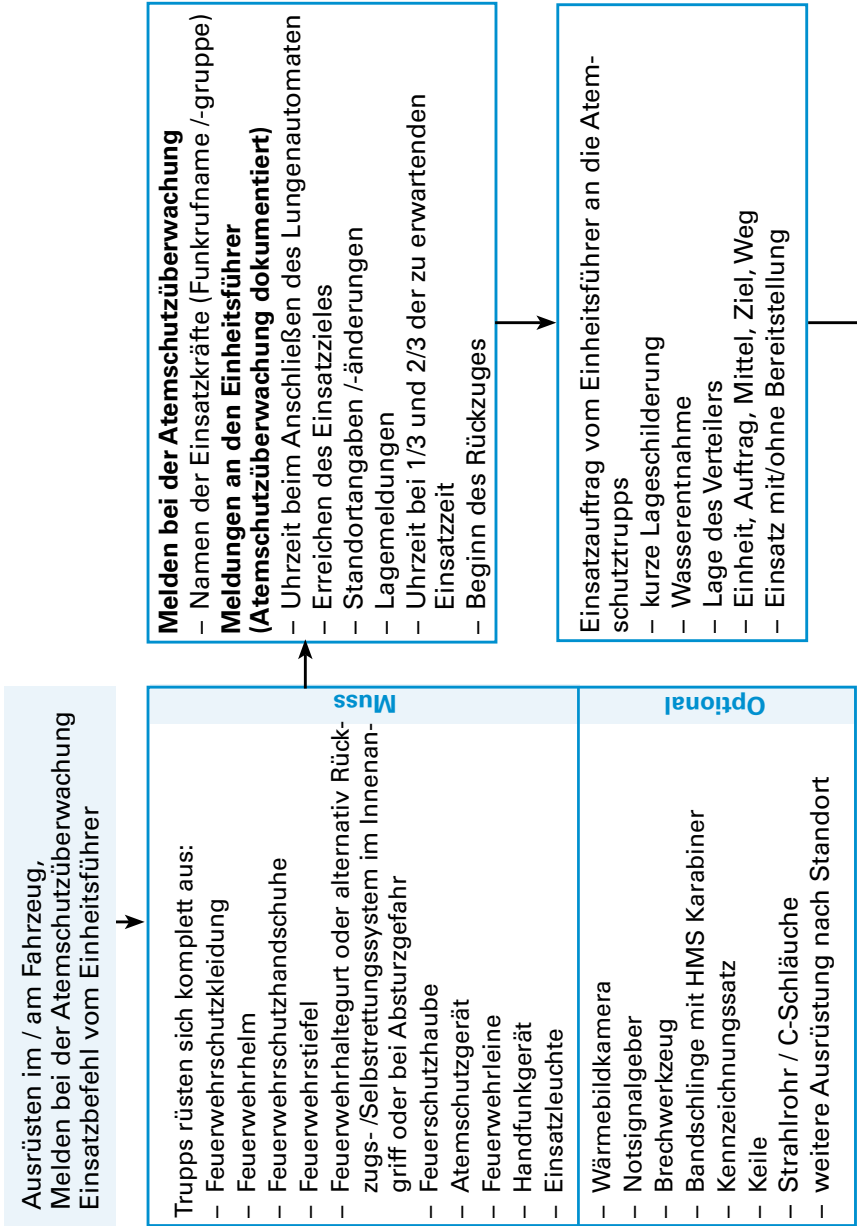 Ausrüsten im / am Fahrzeug,
Melden bei der Atemschutzüberwachung
Einsatzbefehl vom Einheitsführer
Trupps rüsten sich komplett aus:
– Feuerwehrschutzkleidung
– Feuerwehrhelm
– Feuerwehrschutzhandschuhe
– Feuerwehrstiefel
– Feuerwehrhaltegurt oder alternativ Rück-
zugs- /Selbstrettungssystem im Innenan-
griff oder bei Absturzgefahr
– Feuerschutzhaube
– Atemschutzgerät
– Feuerwehrleine
– Handfunkgerät
– Einsatzleuchte
Muss
– Wärmebildkamera
– Notsignalgeber
– Brechwerkzeug
– Bandschlinge mit HMS Karabiner
– Kennzeichnungssatz
– Keile
– Strahlrohr / C-Schläuche
– weitere Ausrüstung nach Standort
Optional
Melden bei der Atemschutzüberwachung
– Namen der Einsatzkräfte (Funkrufname /-gruppe)
Meldungen an den Einheitsführer
(Atemschutzüberwachung dokumentiert)
– Uhrzeit beim Anschließen des Lungenautomaten
– Erreichen des Einsatzzieles
– Standortangaben /-änderungen
– Lagemeldungen
– Uhrzeit bei 1/3 und 2/3 der zu erwartenden
Einsatzzeit
– Beginn des Rückzuges
Einsatzauftrag vom Einheitsführer an die Atem-
schutztrupps
– kurze Lageschilderung
– Wasserentnahme
– Lage des Verteilers
– Einheit, Auftrag, Mittel, Ziel, Weg
– Einsatz mit/ohne Bereitstellung